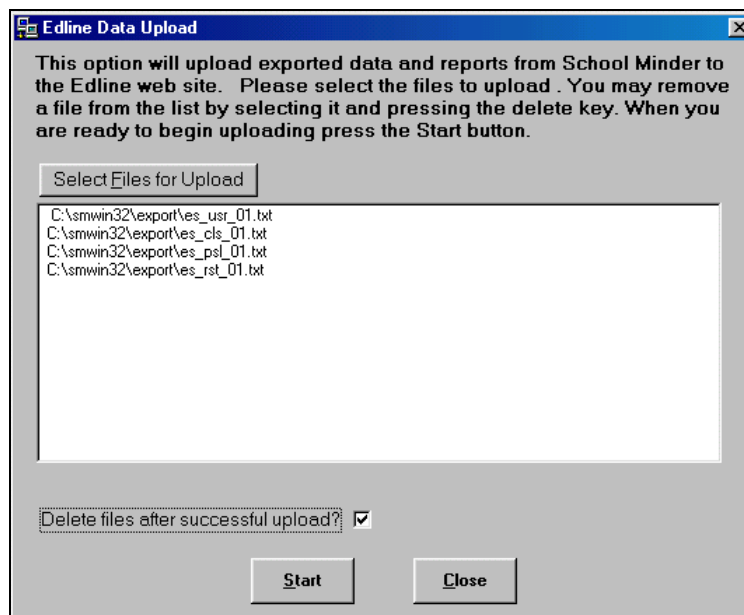 Edline Data Upload
This option will upload exported data and reports from School Minder to
the Edline web site.   Please select the files to upload . You may remove
a file from the list by selecting it and pressing the delete key. When you
are ready to begin uploading press the Start button.
Select Files for Upload
C:\smwin32\export\es_usr_01.txt
C:\smwin32\export\es_cls_01.txt
C:\smwin32\export\es_psl_01.txt
C:\smwin32\export\es_rst_01.txt
Delete files after successful upload?
Start
Close